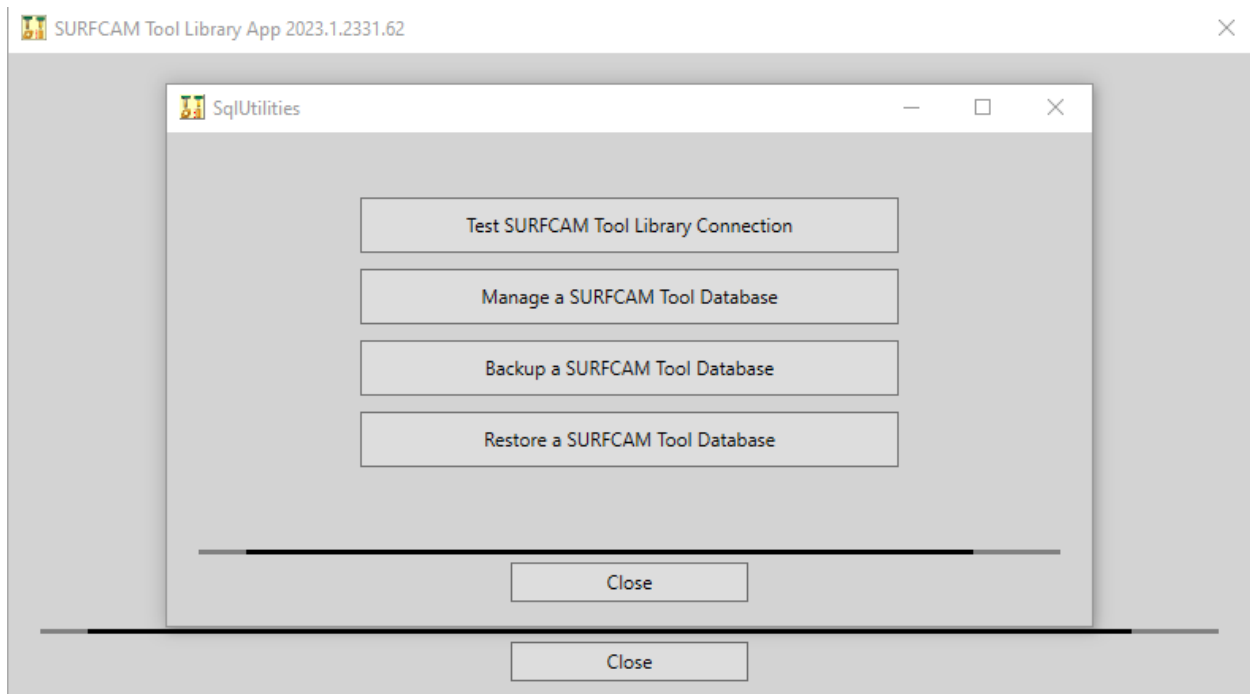 SURFCAM Tool Library App 2023.1.2331.62
SqlUtilities
Test SURFCAM Tool Library Connection
Manage a SURFCAM Tool Database
Backup a SURFCAM Tool Database
Restore a SURFCAM Tool Database
Close
Close